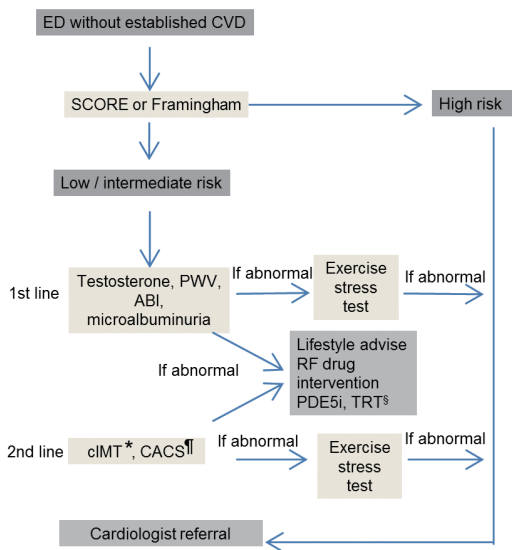 ED without established CVD
SCORE or Framingham
High risk
Low / intermediate risk
1st line
Testosterone, PWV,
ABI,
microalbuminuria
If abnormal
Exercise
stress
test
If abnormal
If abnormal
Lifestyle advise
RF drug
intervention
PDE5i, TRT§
2nd line
cIMT*, CACS¶
If abnormal
Exercise
stress
test
If abnormal
Cardiologist referral